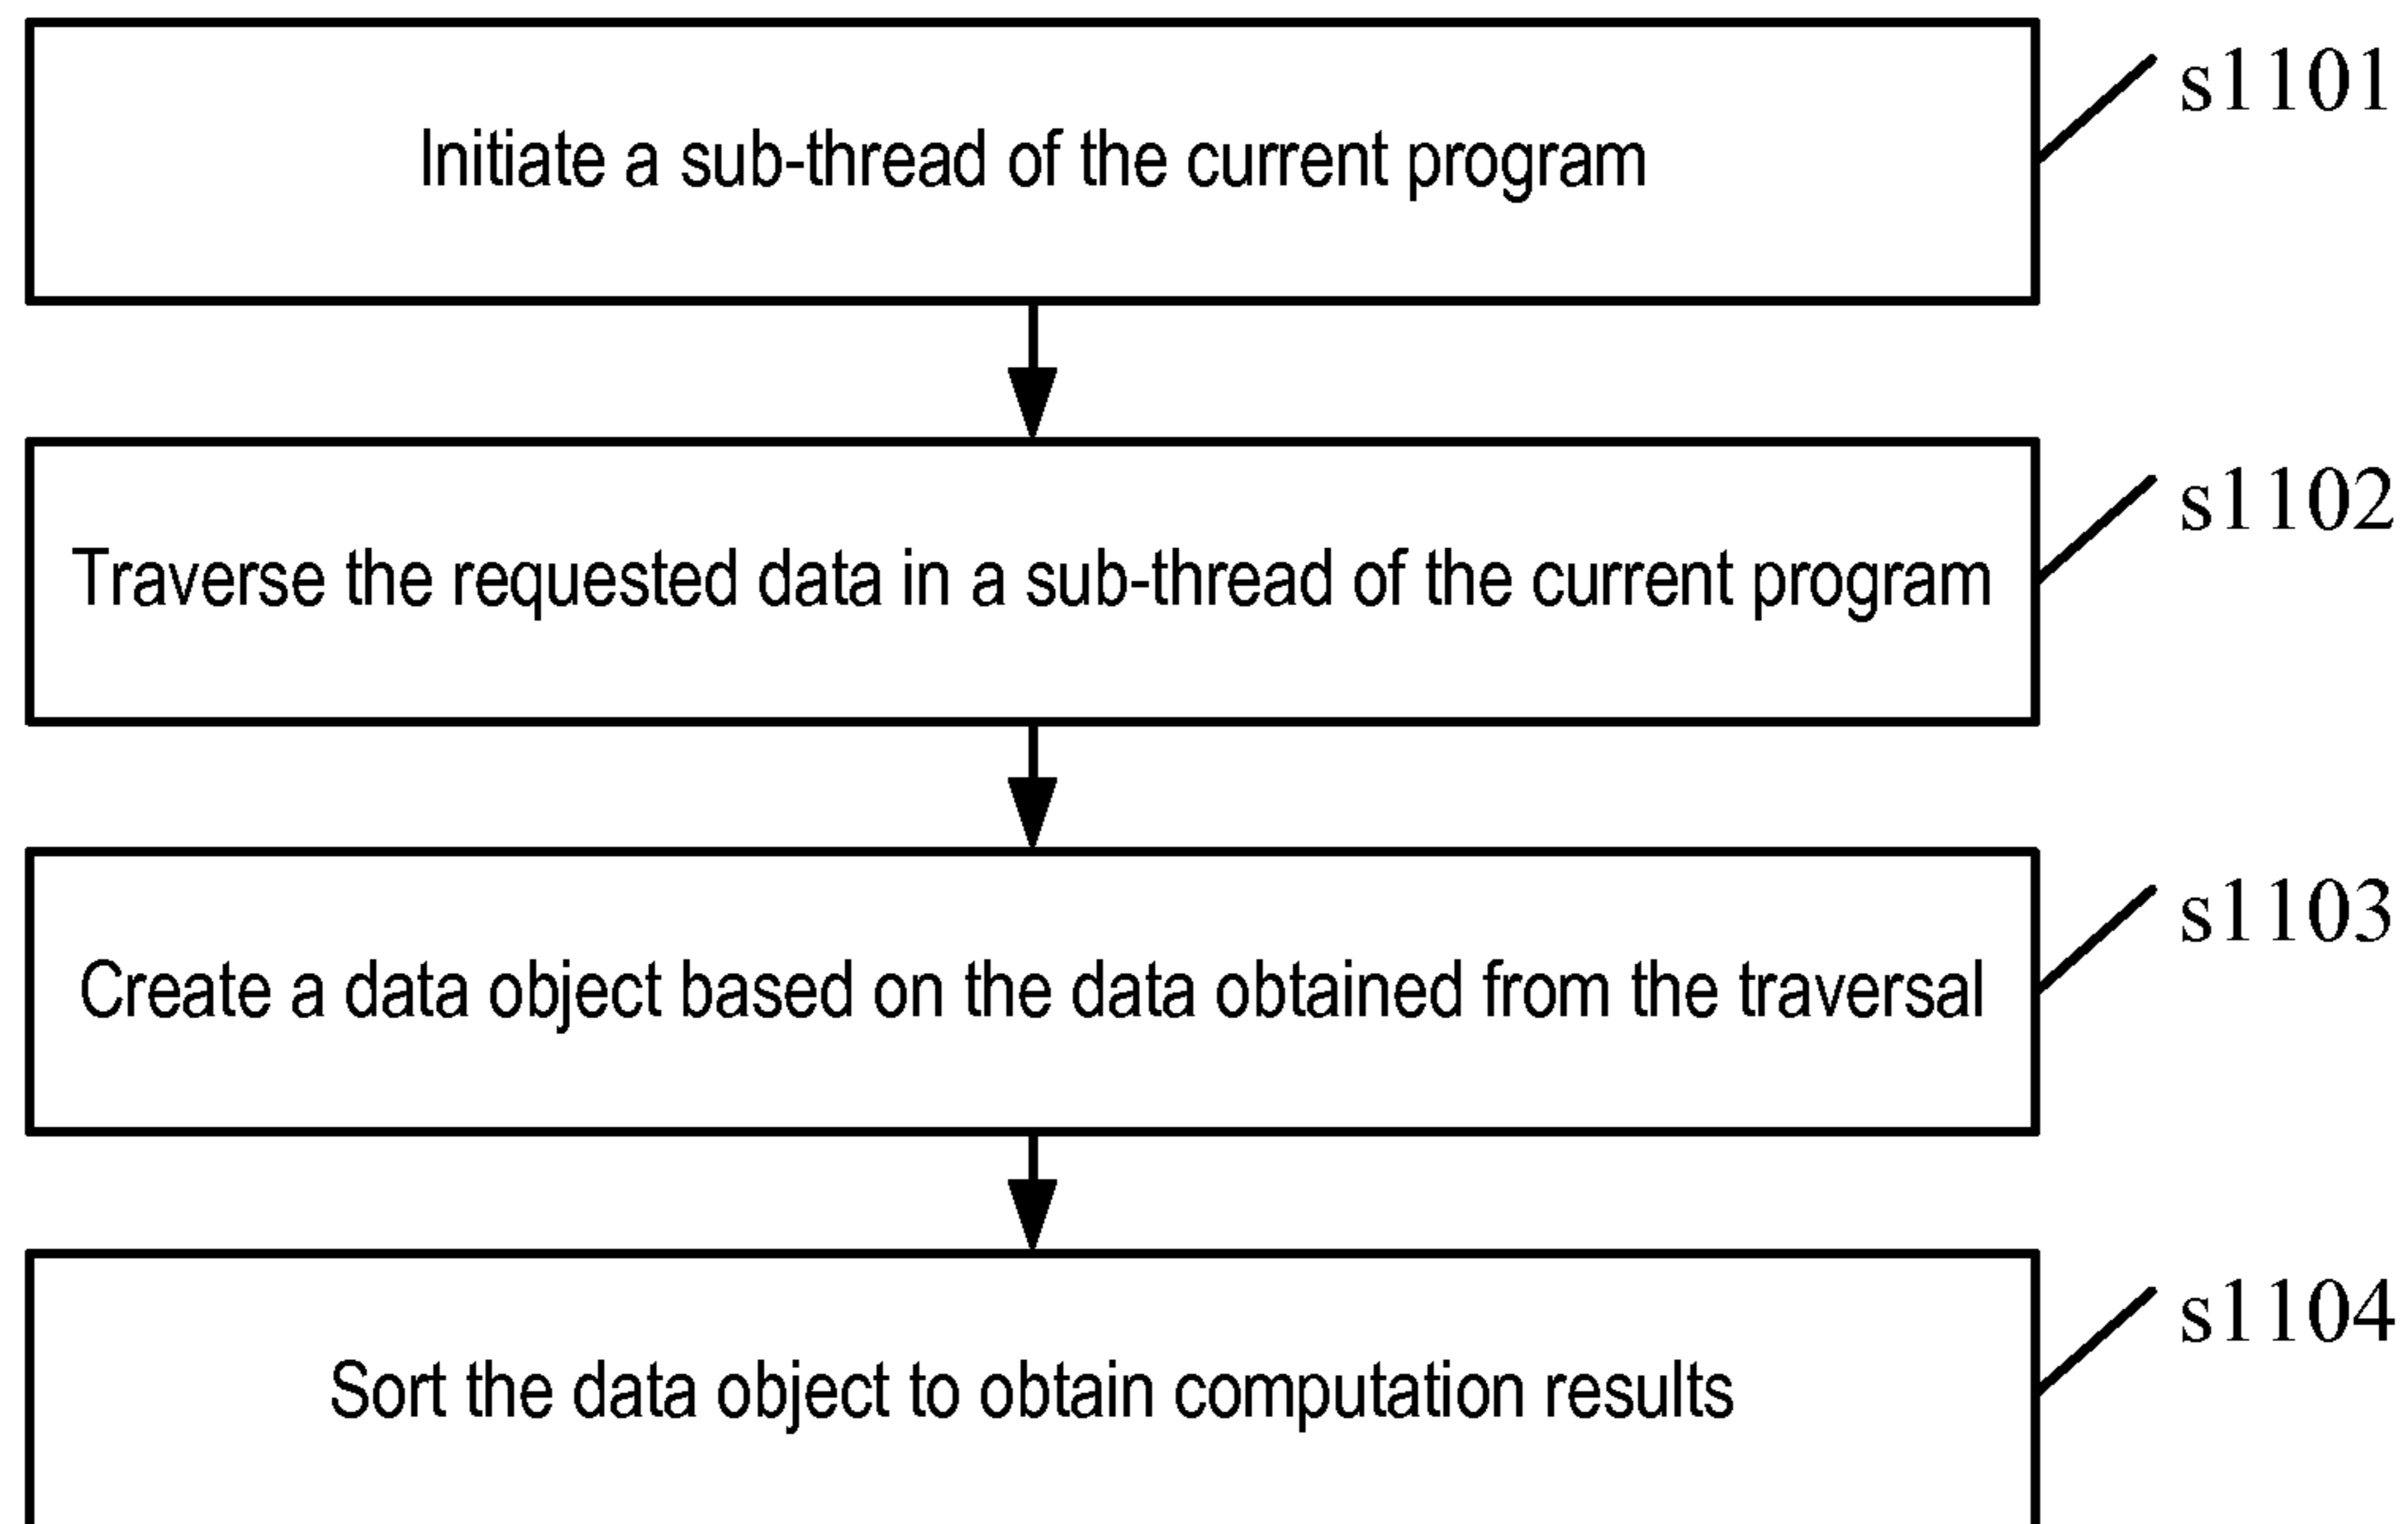 s1101
Initiate a sub-thread of the current program
s1102
Traverse the requested data in a sub-thread of the current program
s1103
Create a data object based on the data obtained from the traversal
s1104
Sort the data object to obtain computation results